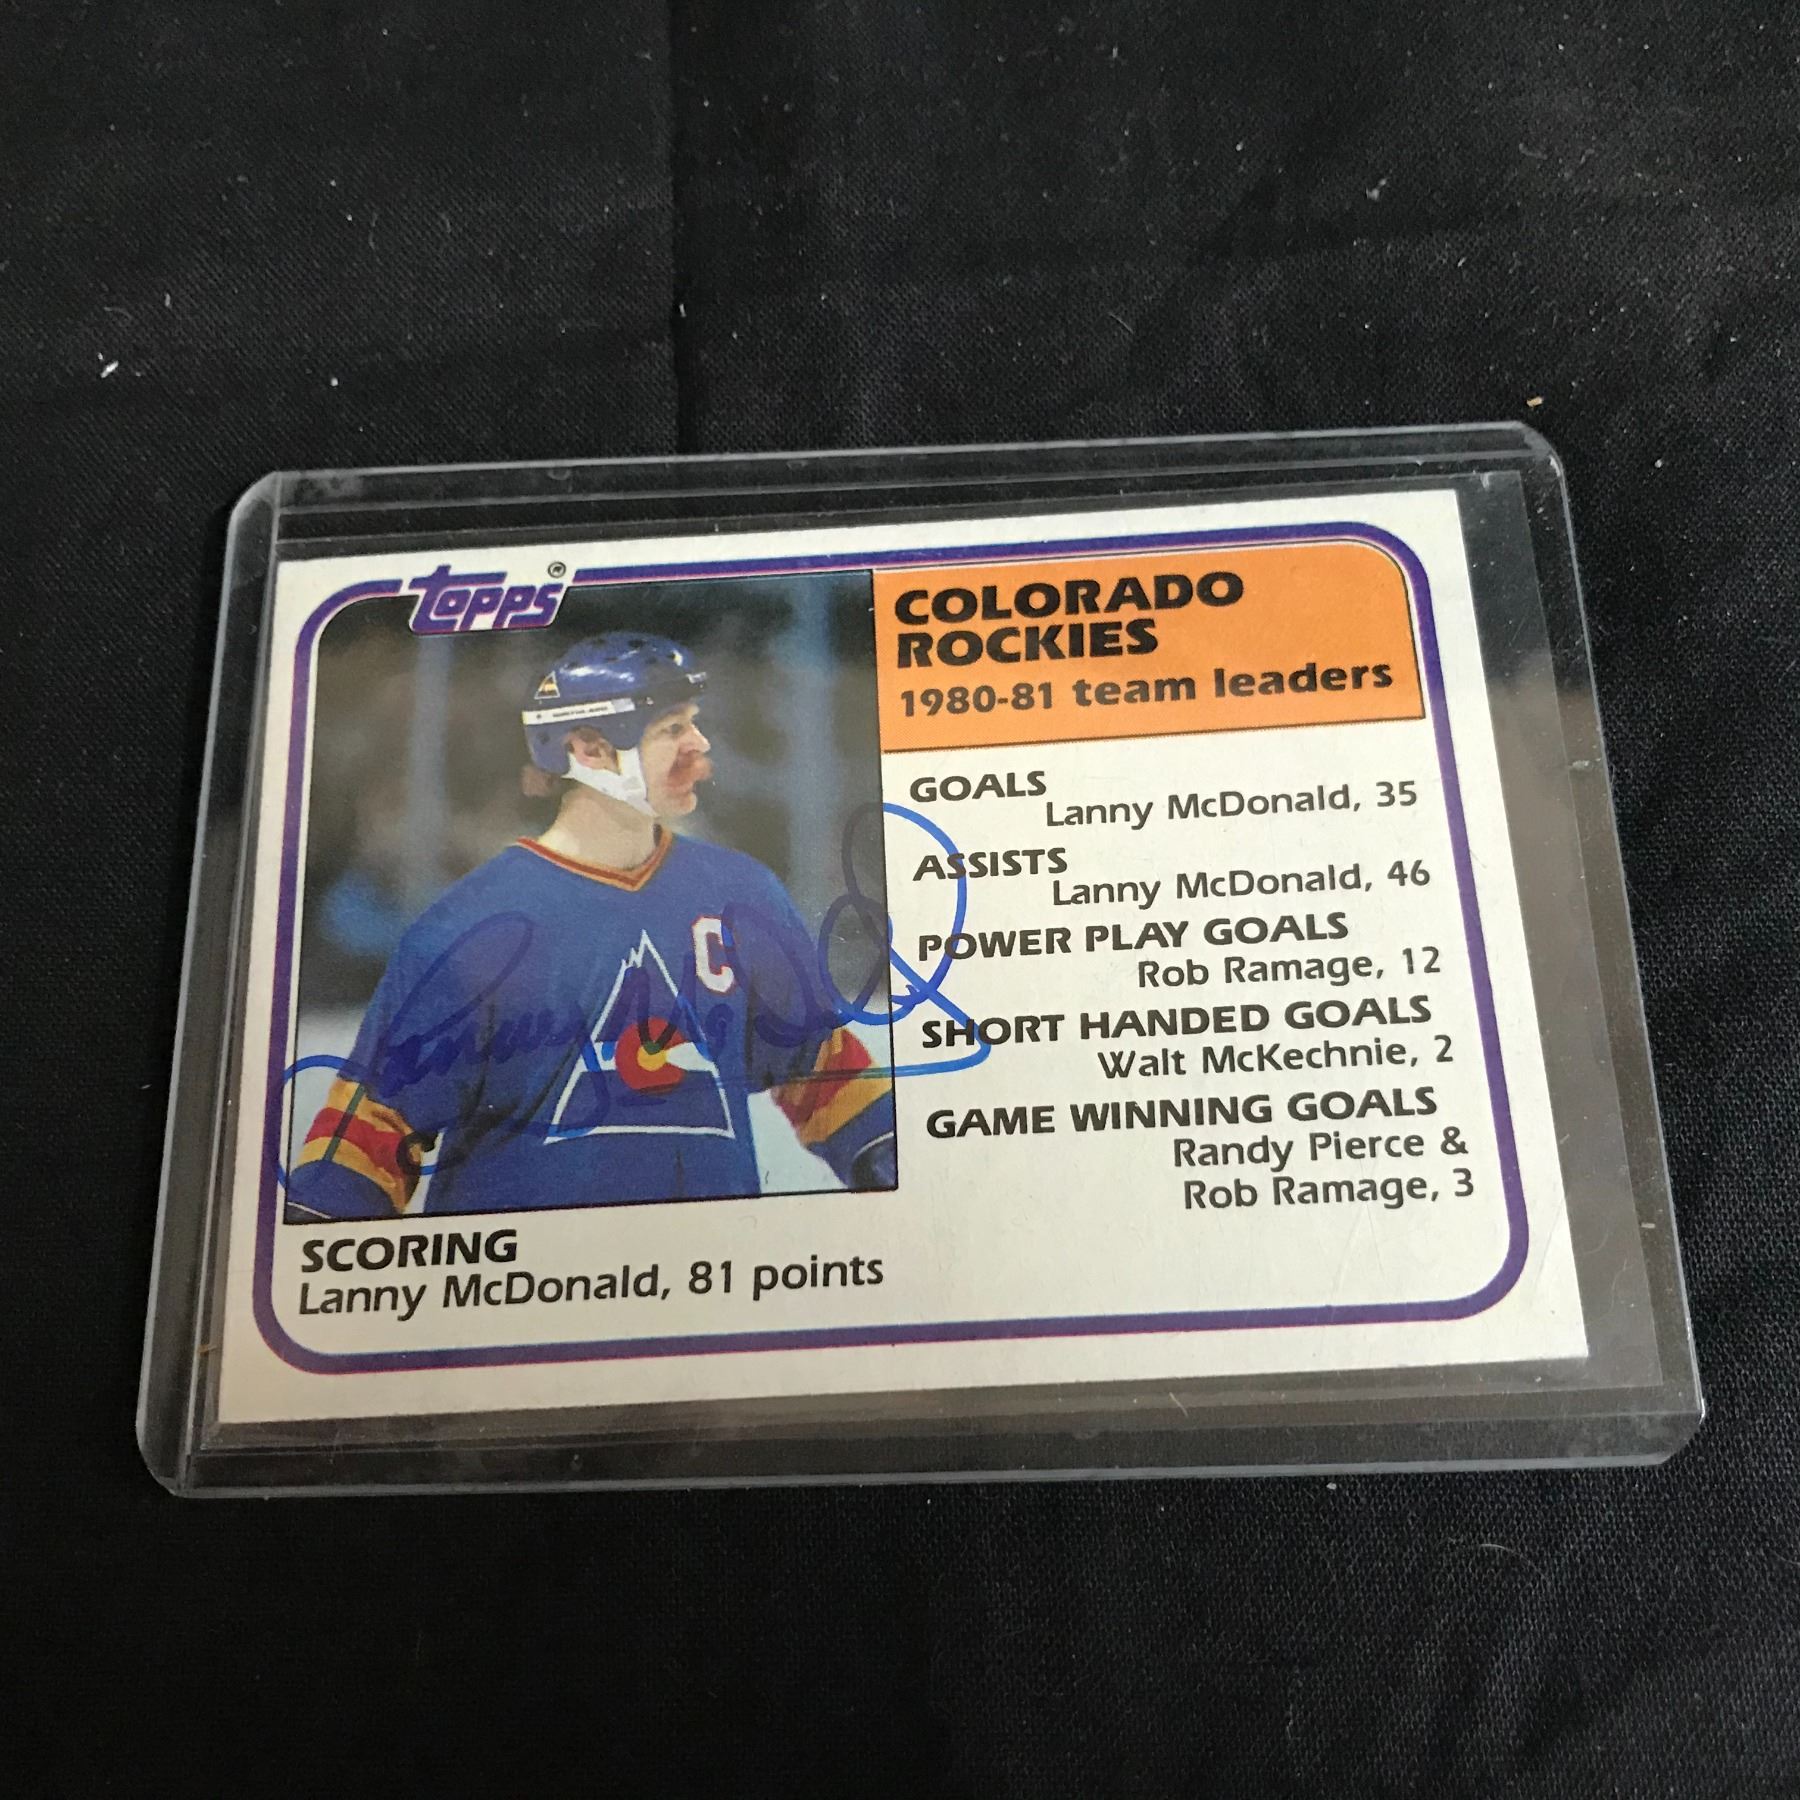 topps®
COLORADO
ROCKIES
1980-81 team leaders
GOALS
Lanny McDonald, 35
ASSISTS
Lanny McDonald, 46
POWER PLAY GOALS
Rob Ramage, 12
SHORT HANDED GOALS
Walt McKechnie, 2
GAME WINNING GOALS
Randy Pierce &
Rob Ramage, 3
C
Lanny McDonald
SCORING
Lanny McDonald, 81 points